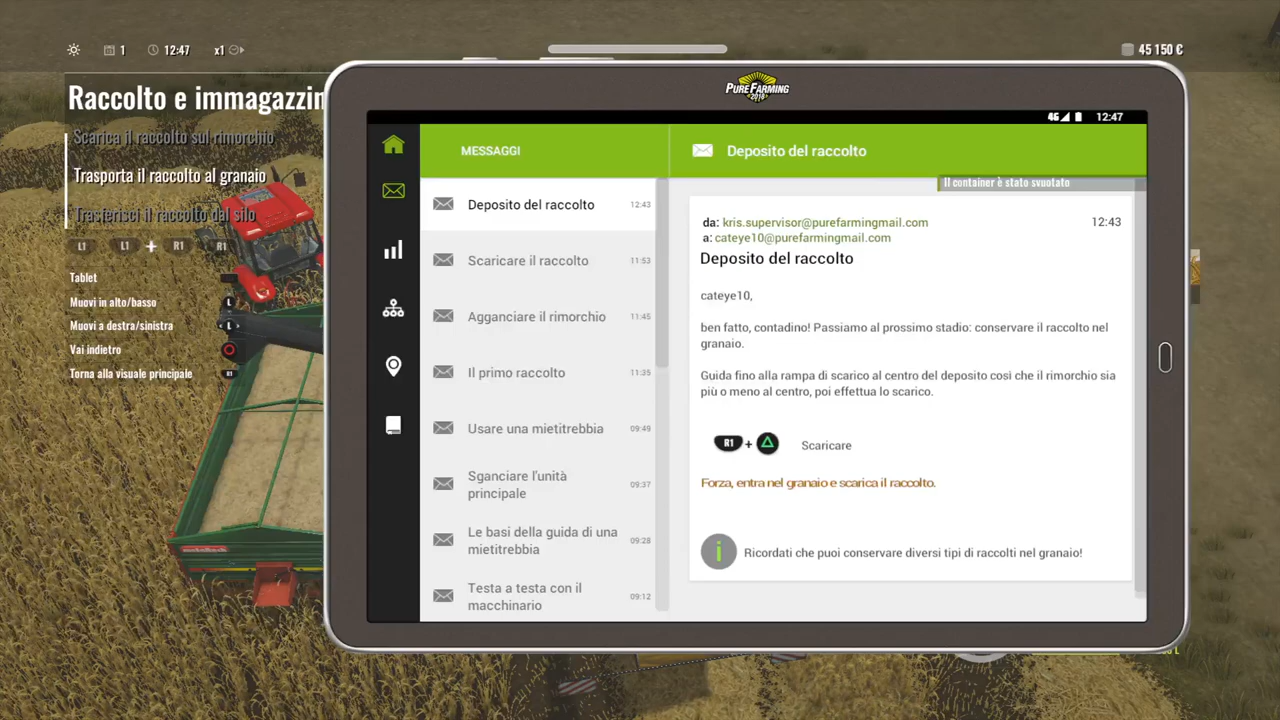 1
12:47
x1
45 150 €
Raccolto e immagazzin
Scarica il raccolto sul rimorchio
Trasporta il raccolto al granaio
Trasferisci il raccolto dal silo
L1
L1 + R1
R1
Tablet
Muovi in alto/basso
L
Muovi a destra/sinistra
L
Vai indietro
Torna alla visuale principale
R1
PURE FARMING
2018
4G
12:47
MESSAGGI
Deposito del raccolto
12:43
Scaricare il raccolto
11:53
Agganciare il rimorchio
11:45
Il primo raccolto
11:35
Usare una mietitrebbia
09:49
Sganciare l'unità
principale
09:37
Le basi della guida di una
mietitrebbia
09:28
Testa a testa con il
macchinario
09:12
Deposito del raccolto
Il container è stato svuotato
da: kris.supervisor@purefarmingmail.com
12:43
a: cateye10@purefarmingmail.com
Deposito del raccolto
cateye10,
ben fatto, contadino! Passiamo al prossimo stadio: conservare il raccolto nel
granaio.
Guida fino alla rampa di scarico al centro del deposito così che il rimorchio sia
più o meno al centro, poi effettua lo scarico.
R1 + Scaricare
Forza, entra nel granaio e scarica il raccolto.
i
Ricordati che puoi conservare diversi tipi di raccolti nel granaio!